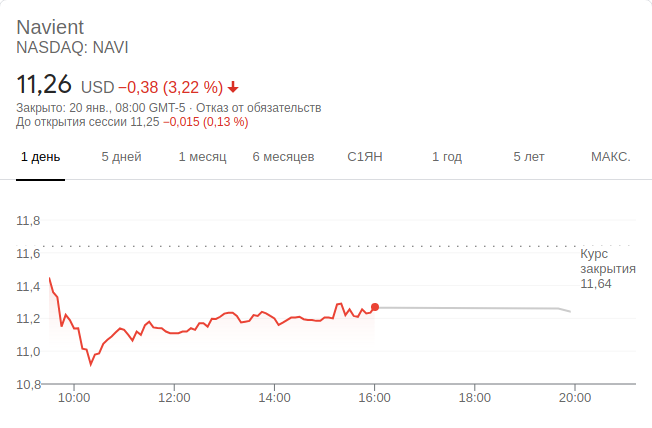 Navient
NASDAQ: NAVI
11,26 USD −0,38 (3,22 %)
Закрыто: 20 янв., 08:00 GMT-5 · Отказ от обязательств
До открытия сессии 11,25 −0,015 (0,13 %)
1 день 5 дней 1 месяц 6 месяцев С1ЯН 1 год 5 лет МАКС.
11,8
11,6
Курс
закрытия
11,64
11,4
11,2
11,0
10,8
10:00 12:00 14:00 16:00 18:00 20:00